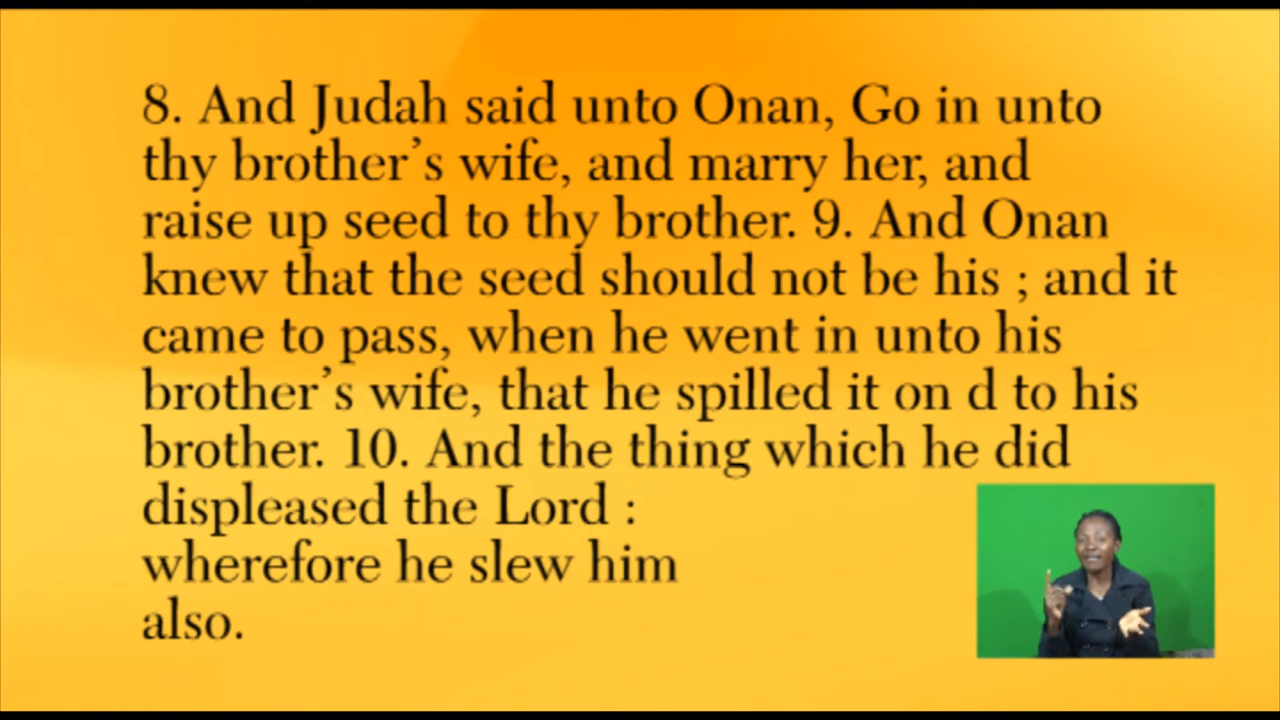 8. And Judah said unto Onan, Go in unto
thy brother’s wife, and marry her, and
raise up seed to thy brother. 9. And Onan
knew that the seed should not be his ; and it
came to pass, when he went in unto his
brother’s wife, that he spilled it on d to his
brother. 10. And the thing which he did
displeased the Lord :
wherefore he slew him
also.